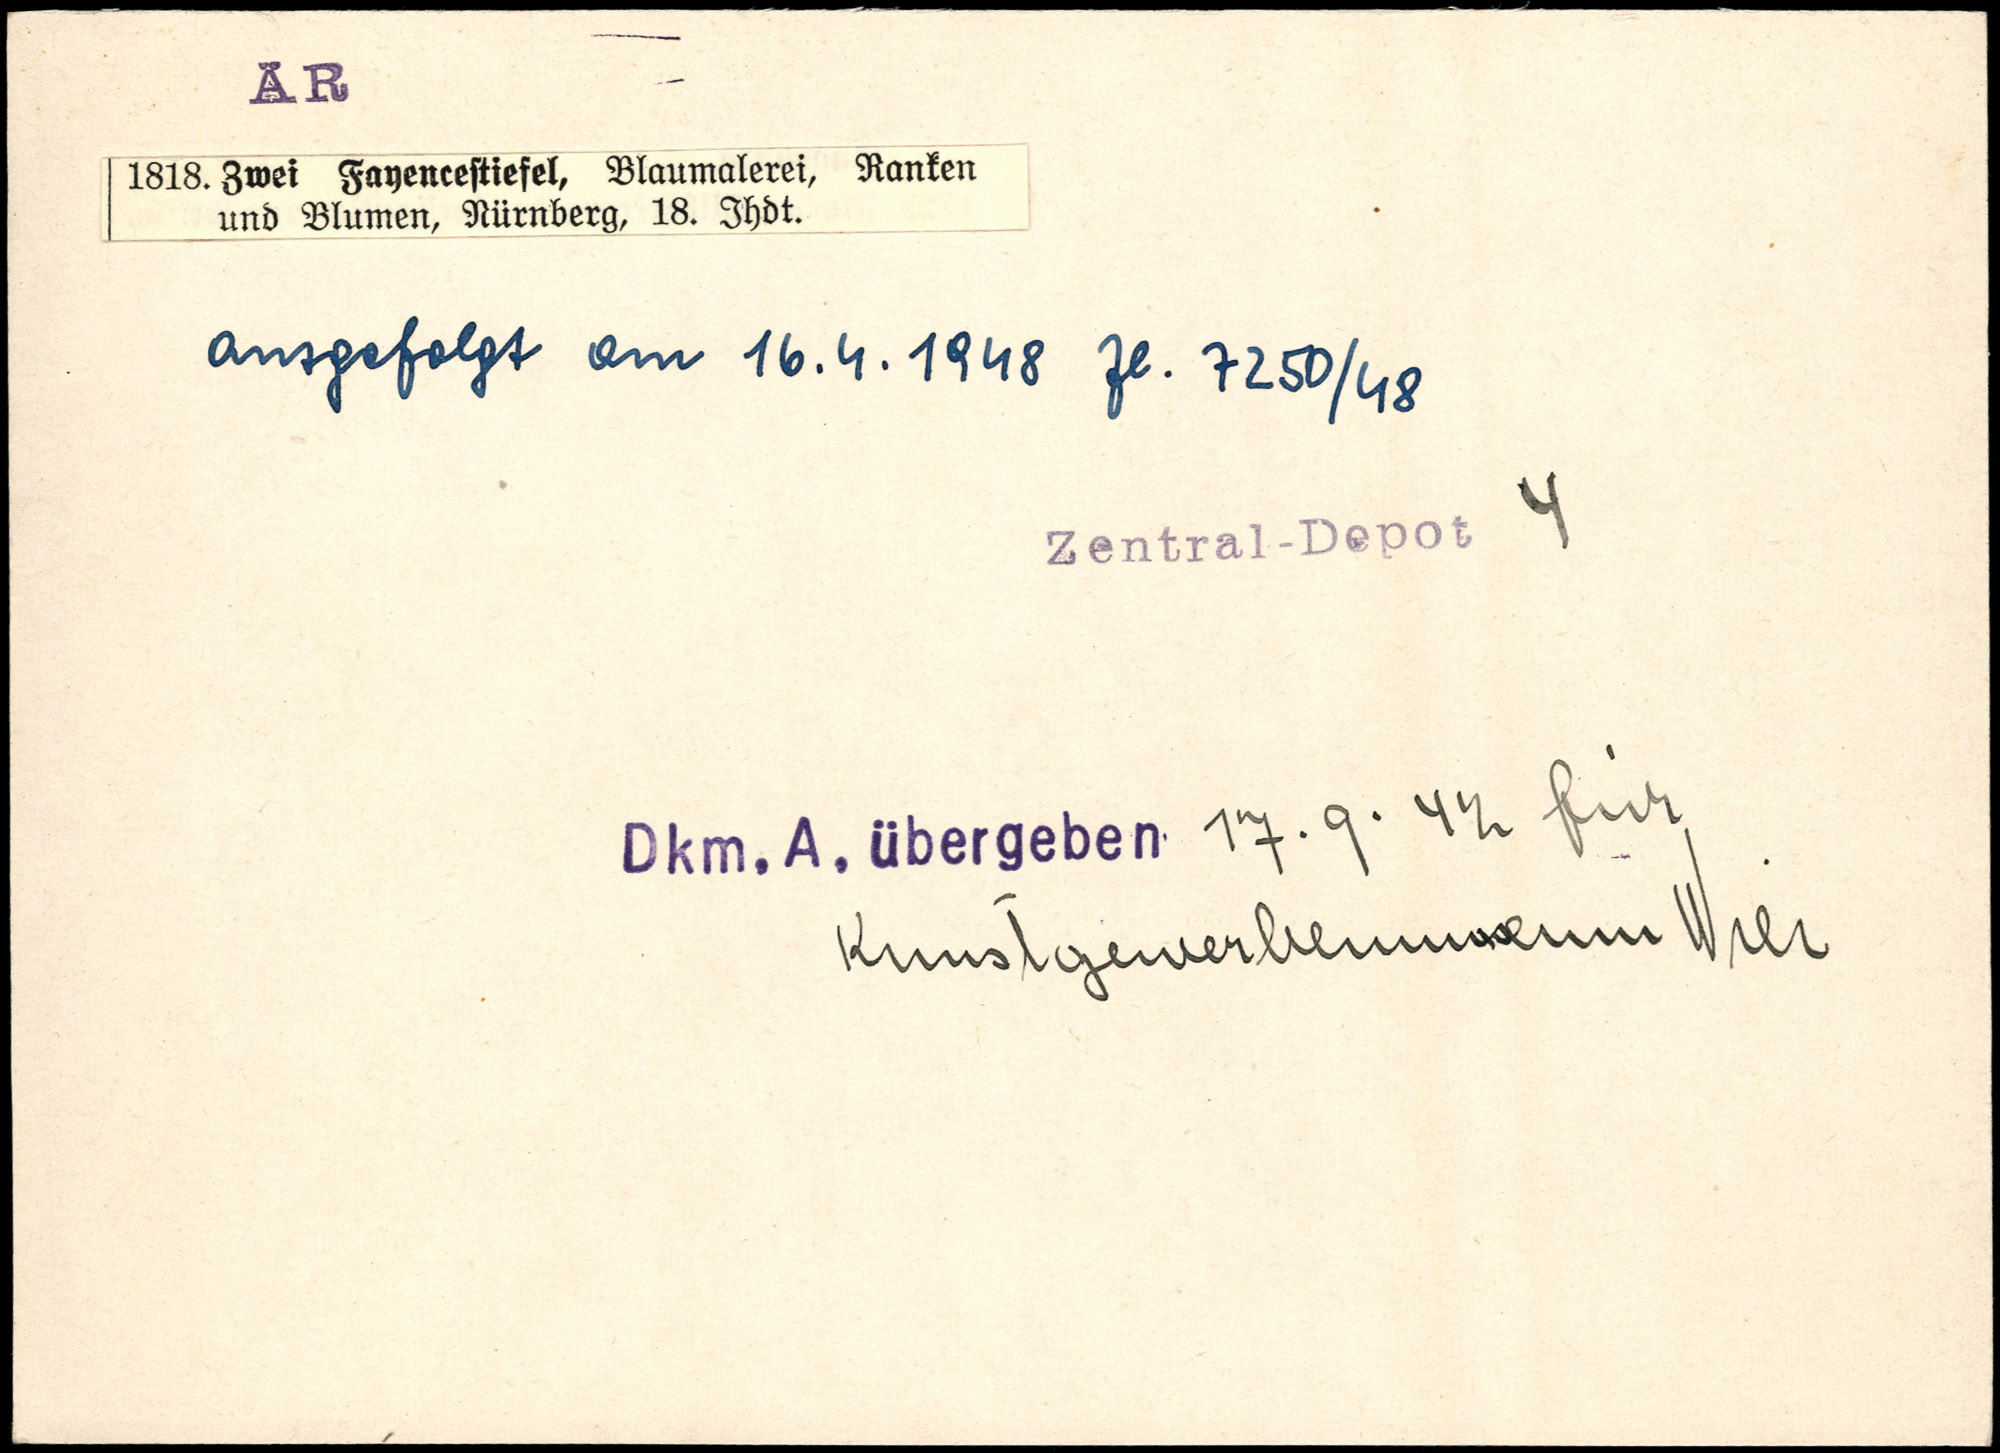 ÄR
1818. Zwei Fayencestiefel, Blaumalerei, Ranken
und Blumen, Nürnberg, 18. Jhdt.
ausgefolgt am 16.4.1948 Zl. 7250/48
Zentral-Depot 4
Dkm. A. übergeben 17. 9. 42 für
Kunstgewerbemuseum Wien